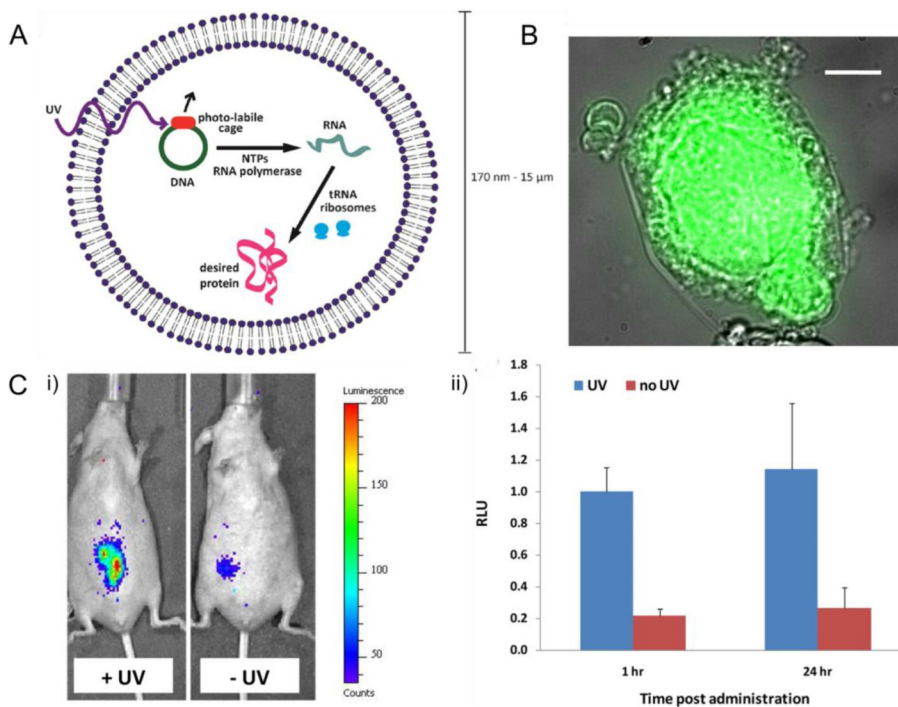 A
UV
photo-labile
cage
DNA
NTPs
RNA polymerase
RNA
tRNA
ribosomes
desired
protein
170 nm - 15 µm
B
C
i)
+ UV
- UV
Luminescence
200
150
100
50
Counts
ii)
UV
no UV
1.8
1.6
1.4
1.2
1.0
0.8
0.6
0.4
0.2
0.0
RLU
1 hr
24 hr
Time post administration